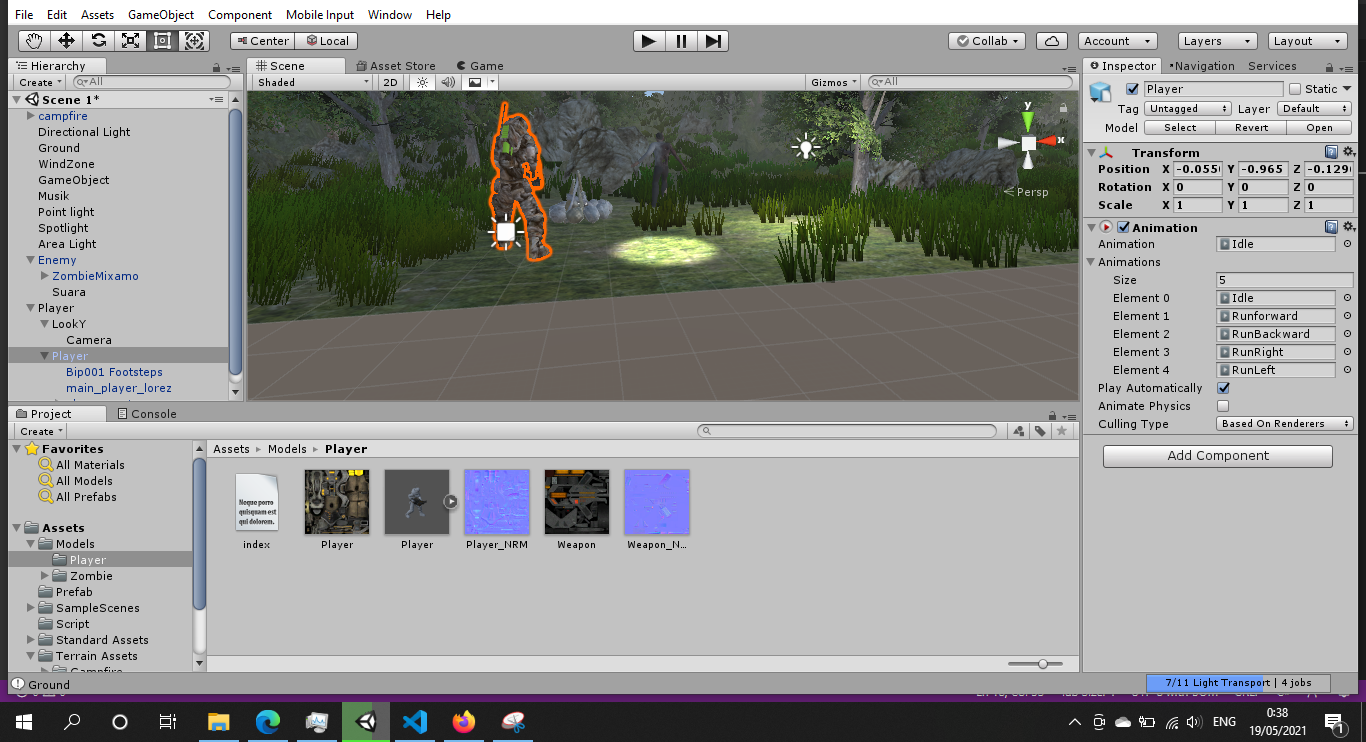 File Edit Assets GameObject Component Mobile Input Window Help
Center Local Collab Account Layers Layout
Hierarchy
Create All
Scene 1*
campfire
Directional Light
Ground
WindZone
GameObject
Musik
Point light
Spotlight
Area Light
Enemy
ZombieMixamo
Suara
Player
LookY
Camera
Player
Bip001 Footsteps
main_player_lorez
Scene Asset Store Game
Shaded 2D Gizmos All
y
x
Persp
Inspector Navigation Services
Player Static
Tag Untagged Layer Default
Model Select Revert Open
Transform
Position X -0.055 Y -0.965 Z -0.129
Rotation X 0 Y 0 Z 0
Scale X 1 Y 1 Z 1
Animation
Animation Idle
Animations
Size 5
Element 0 Idle
Element 1 Runforward
Element 2 RunBackward
Element 3 RunRight
Element 4 RunLeft
Play Automatically
Animate Physics
Culling Type Based On Renderers
Add Component
Project Console
Create
Favorites
All Materials
All Models
All Prefabs
Assets
Models
Player
Zombie
Prefab
SampleScenes
Script
Standard Assets
Terrain Assets
Campfire
Assets Models Player
Neque porro
quisquam est
qui dolorem.
index Player Player Player_NRM Weapon Weapon_N...
Ground
7/11 Light Transport | 4 jobs
ENG
0:38
19/05/2021
1